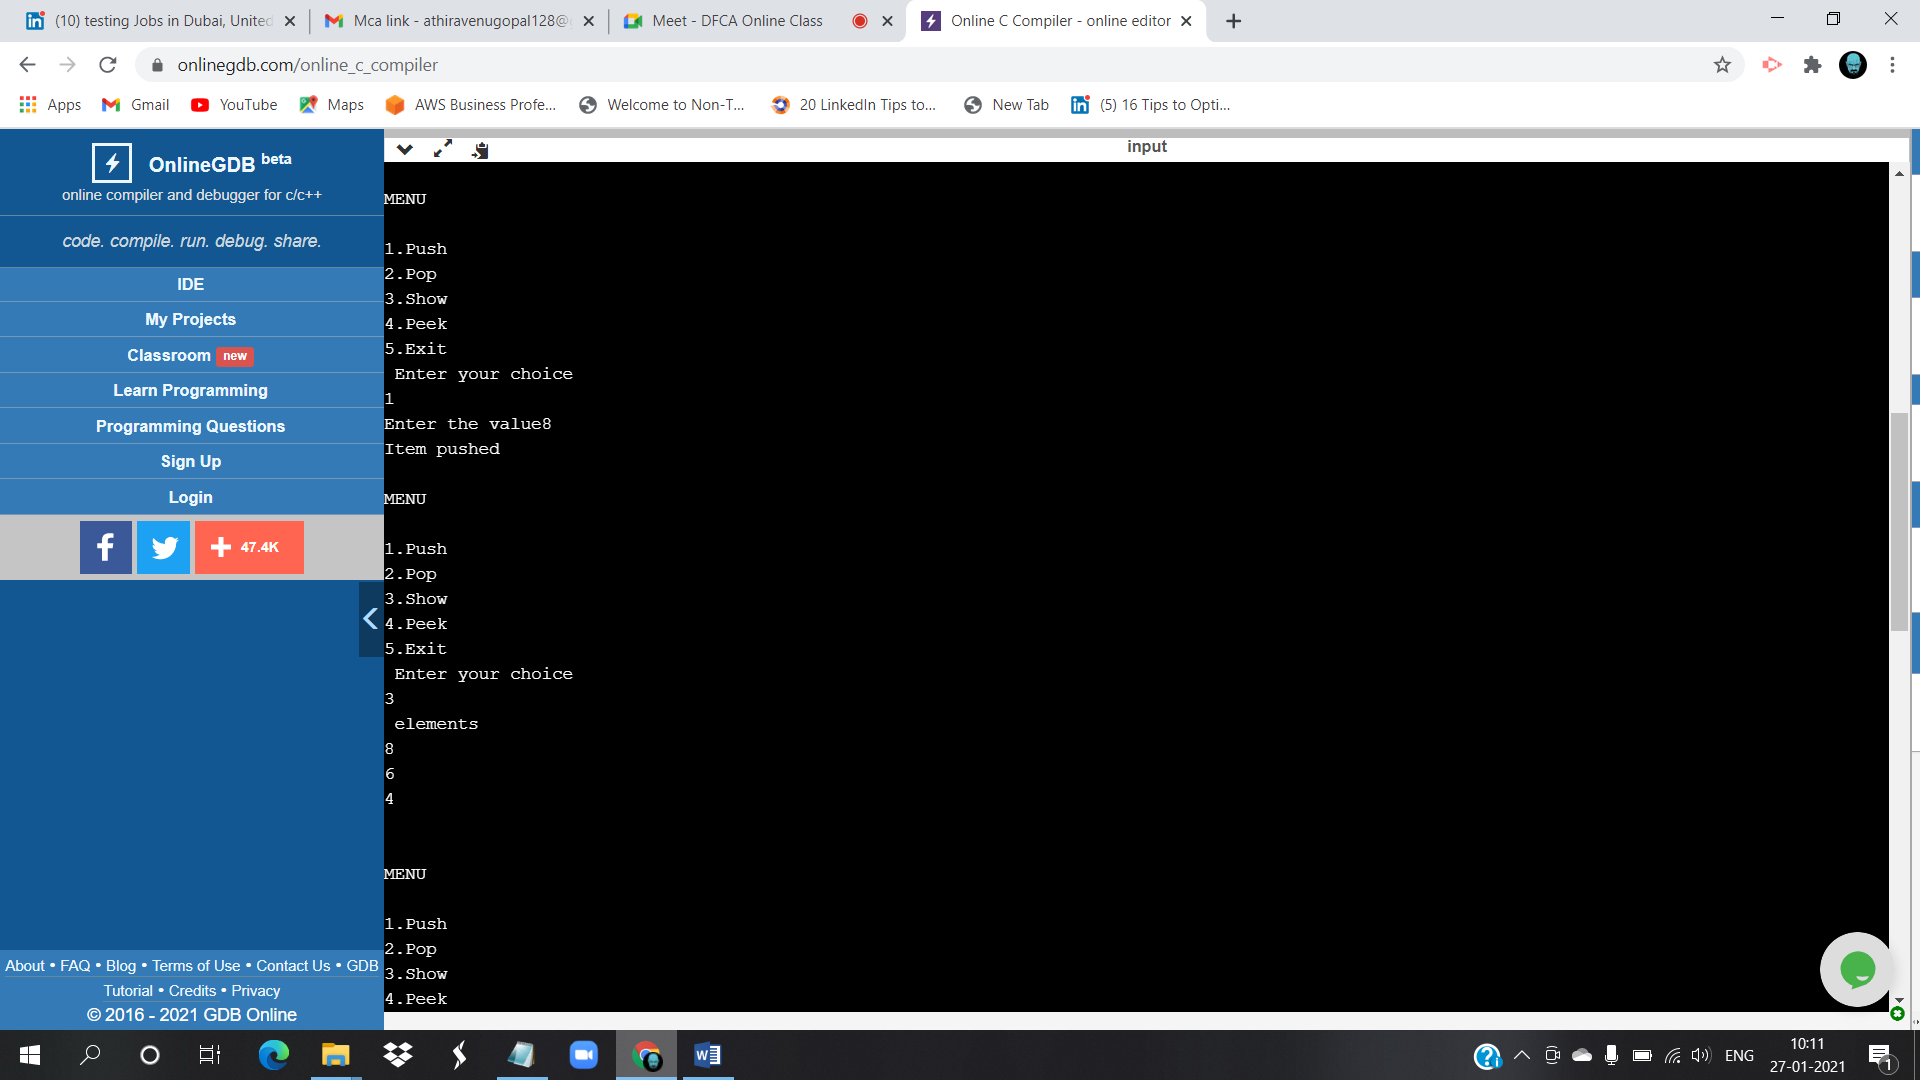 (10) testing Jobs in Dubai, United
Mca link - athiravenugopal128@
Meet - DFCA Online Class
Online C Compiler - online editor
onlinegdb.com/online_c_compiler
Apps
Gmail
YouTube
Maps
AWS Business Profe...
Welcome to Non-T...
20 LinkedIn Tips to...
New Tab
(5) 16 Tips to Opti...
OnlineGDB beta
online compiler and debugger for c/c++
code. compile. run. debug. share.
IDE
My Projects
Classroom new
Learn Programming
Programming Questions
Sign Up
Login
47.4K
About • FAQ • Blog • Terms of Use • Contact Us • GDB
Tutorial • Credits • Privacy
© 2016 - 2021 GDB Online
input
MENU
1.Push
2.Pop
3.Show
4.Peek
5.Exit
Enter your choice
1
Enter the value8
Item pushed
MENU
1.Push
2.Pop
3.Show
4.Peek
5.Exit
Enter your choice
3
elements
8
6
4
MENU
1.Push
2.Pop
3.Show
4.Peek
ENG
10:11
27-01-2021
1